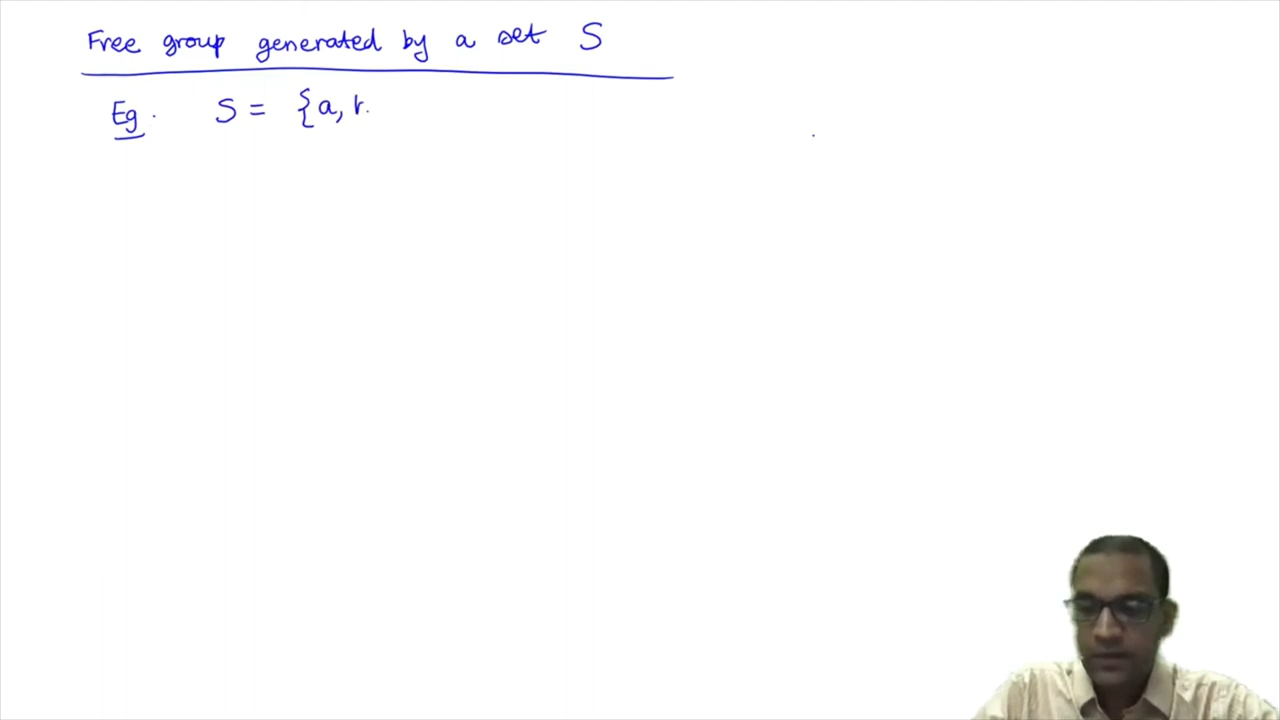 Free group generated by a set S
Eg. S = {a,